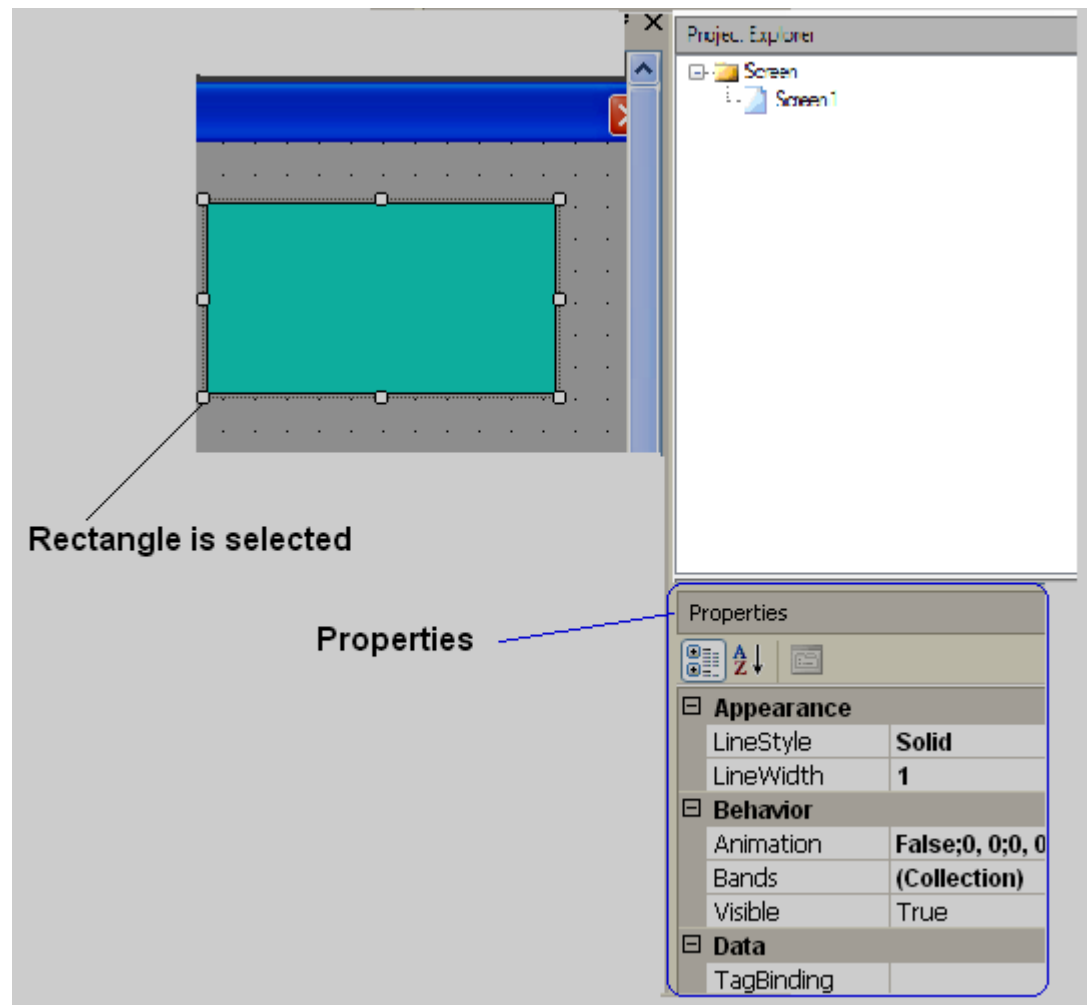 Project Explorer
Screen
Screen1
Rectangle is selected
Properties
Properties
Appearance
LineStyle Solid
LineWidth 1
Behavior
Animation False;0, 0;0, 0
Bands (Collection)
Visible True
Data
TagBinding